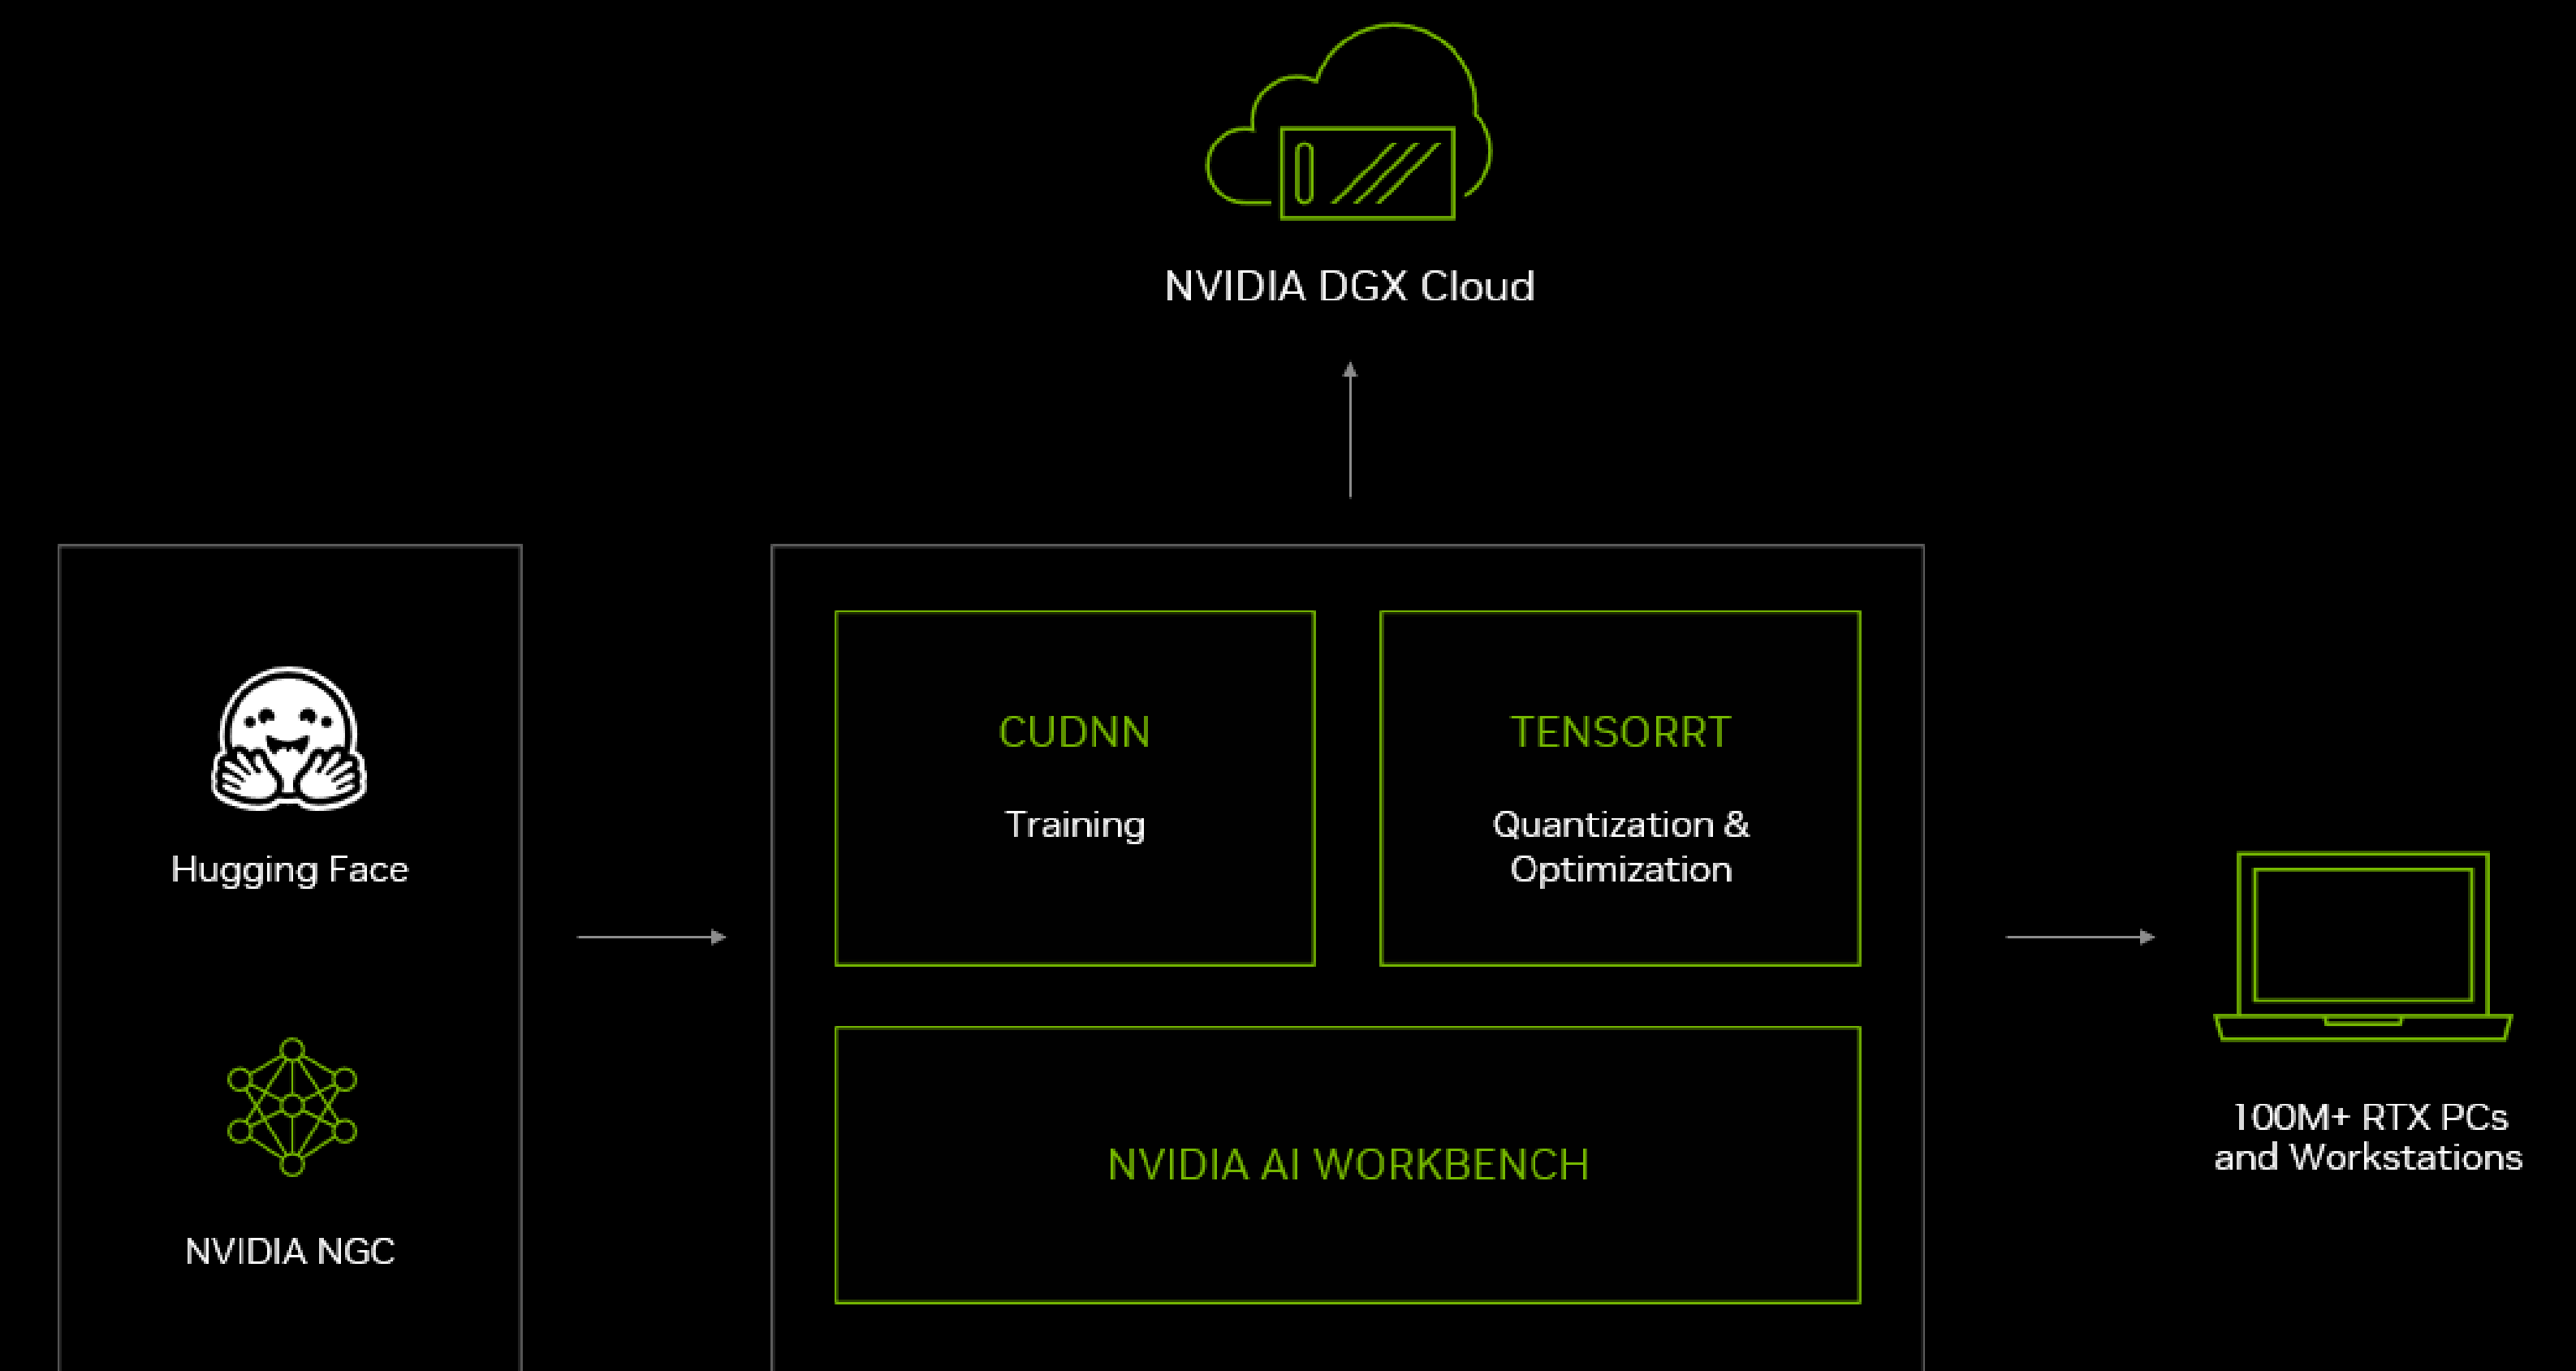 NVIDIA DGX Cloud
Hugging Face
NVIDIA NGC
CUDNN
Training
TENSORRT
Quantization &
Optimization
NVIDIA AI WORKBENCH
100M+ RTX PCs
and Workstations